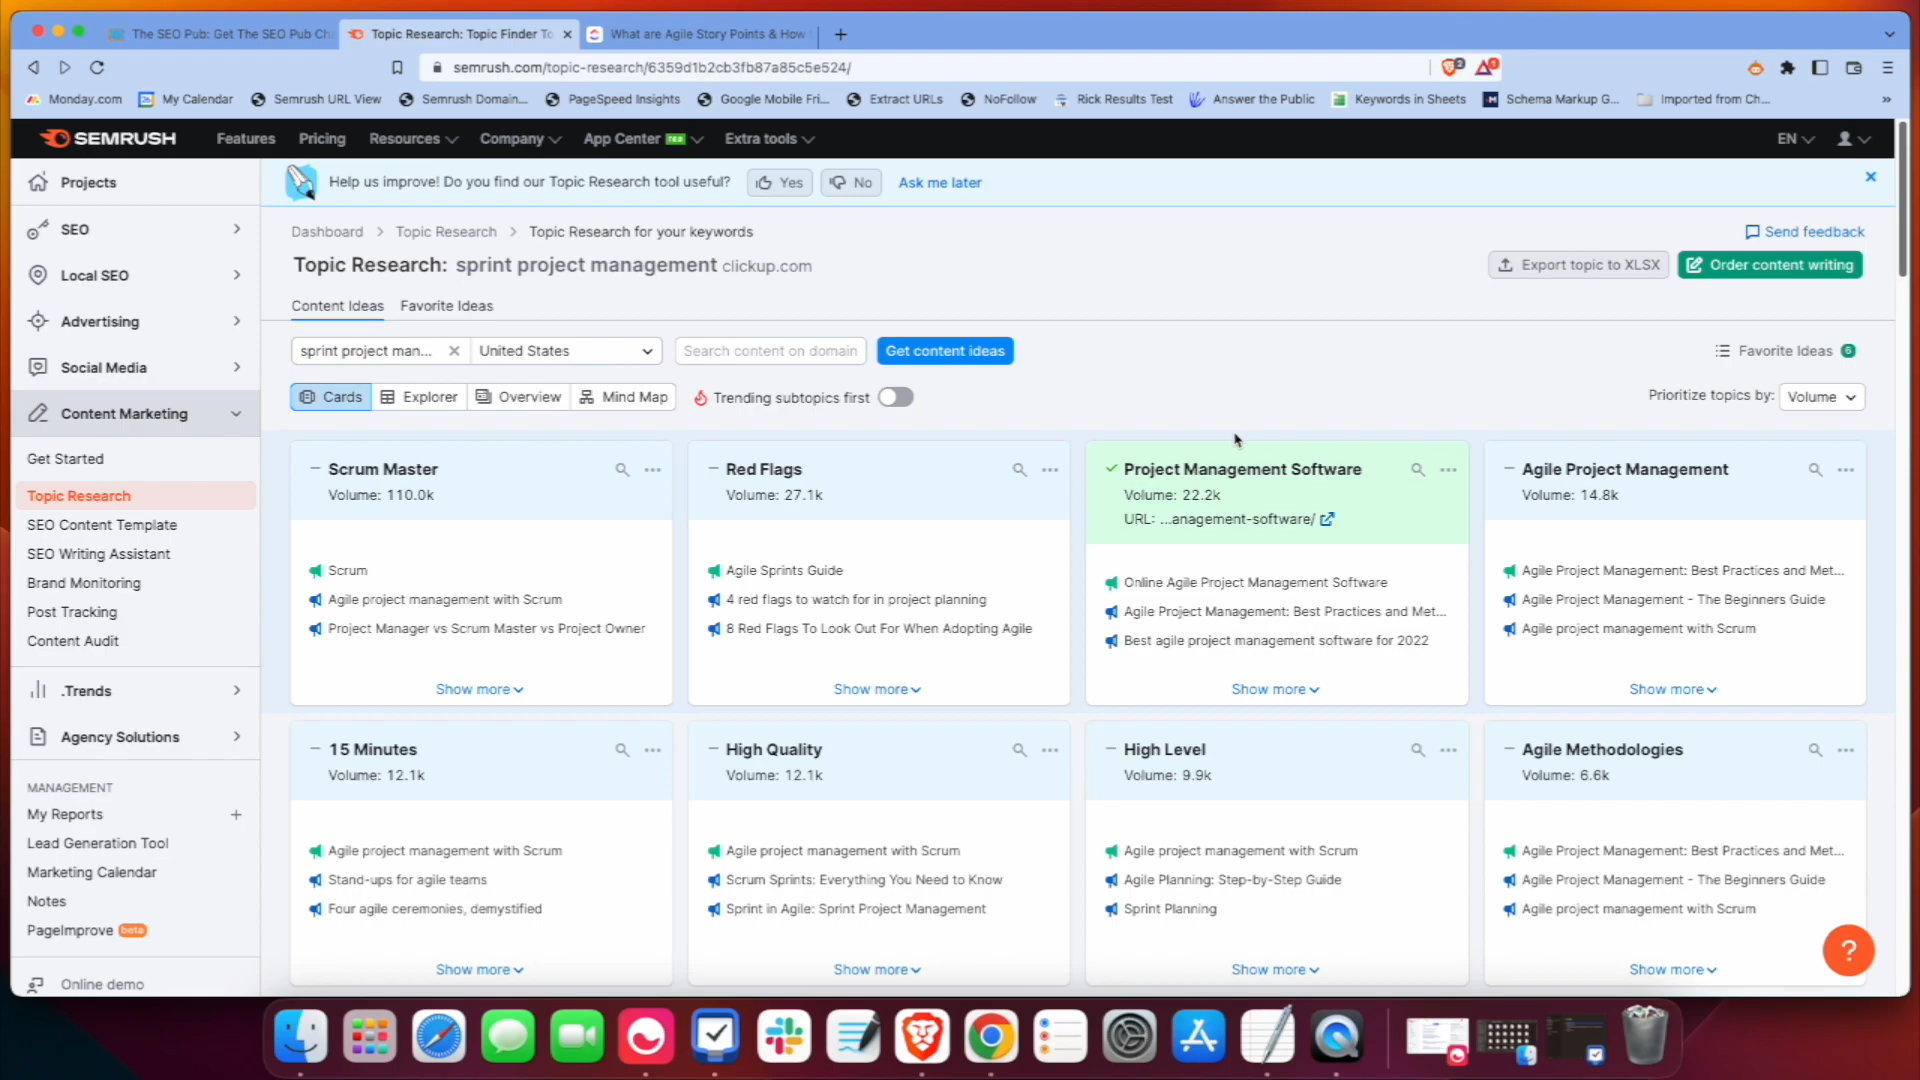 The SEO Pub: Get The SEO Pub Ch
Topic Research: Topic Finder To
What are Agile Story Points & How
semrush.com/topic-research/6359d1b2cb3fb87a85c5e524/
Monday.com
My Calendar
Semrush URL View
Semrush Domain...
PageSpeed Insights
Google Mobile Fri...
Extract URLs
NoFollow
Rick Results Test
Answer the Public
Keywords in Sheets
Schema Markup G...
Imported from Ch...
SEMRUSH
Features
Pricing
Resources
Company
App Center
Extra tools
EN
Projects
SEO
Local SEO
Advertising
Social Media
Content Marketing
Get Started
Topic Research
SEO Content Template
SEO Writing Assistant
Brand Monitoring
Post Tracking
Content Audit
.Trends
Agency Solutions
MANAGEMENT
My Reports
Lead Generation Tool
Marketing Calendar
Notes
PageImprove beta
Online demo
Help us improve! Do you find our Topic Research tool useful?
Yes
No
Ask me later
Dashboard > Topic Research > Topic Research for your keywords
Send feedback
Topic Research: sprint project management clickup.com
Export topic to XLSX
Order content writing
Content Ideas
Favorite Ideas
sprint project man...
United States
Search content on domain
Get content ideas
Favorite Ideas 6
Cards
Explorer
Overview
Mind Map
Trending subtopics first
Prioritize topics by: Volume
Scrum Master
Volume: 110.0k
Scrum
Agile project management with Scrum
Project Manager vs Scrum Master vs Project Owner
Show more
Red Flags
Volume: 27.1k
Agile Sprints Guide
4 red flags to watch for in project planning
8 Red Flags To Look Out For When Adopting Agile
Show more
Project Management Software
Volume: 22.2k
URL: ...anagement-software/
Online Agile Project Management Software
Agile Project Management: Best Practices and Met...
Best agile project management software for 2022
Show more
Agile Project Management
Volume: 14.8k
Agile Project Management: Best Practices and Met...
Agile Project Management - The Beginners Guide
Agile project management with Scrum
Show more
15 Minutes
Volume: 12.1k
Agile project management with Scrum
Stand-ups for agile teams
Four agile ceremonies, demystified
Show more
High Quality
Volume: 12.1k
Agile project management with Scrum
Scrum Sprints: Everything You Need to Know
Sprint in Agile: Sprint Project Management
Show more
High Level
Volume: 9.9k
Agile project management with Scrum
Agile Planning: Step-by-Step Guide
Sprint Planning
Show more
Agile Methodologies
Volume: 6.6k
Agile Project Management: Best Practices and Met...
Agile Project Management - The Beginners Guide
Agile project management with Scrum
Show more
?